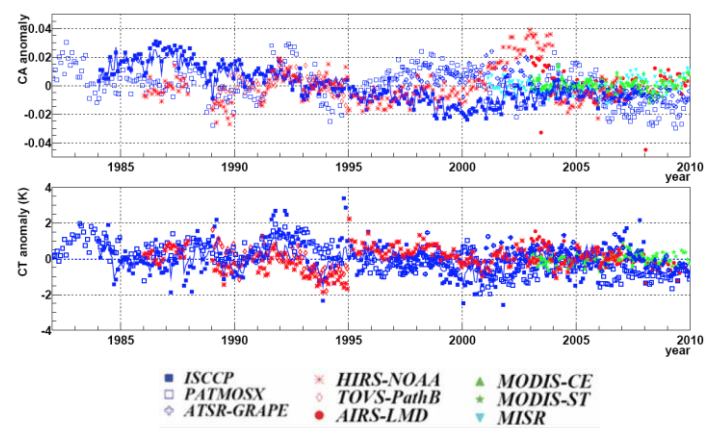 CA anomaly
0.04
0.02
0
-0.02
-0.04
1985 1990 1995 2000 2005 2010
year
CT anomaly (K)
4
2
0
-2
-4
1985 1990 1995 2000 2005 2010
year
ISCCP HIRS-NOAA MODIS-CE
PATMOSX TOVS-PathB MODIS-ST
ATSR-GRAPE AIRS-LMD MISR